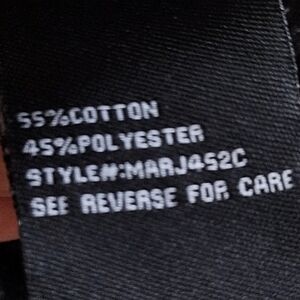 55%COTTON
45%POLYESTER
STYLE#:MARJ452C
SEE REVERSE FOR CARE